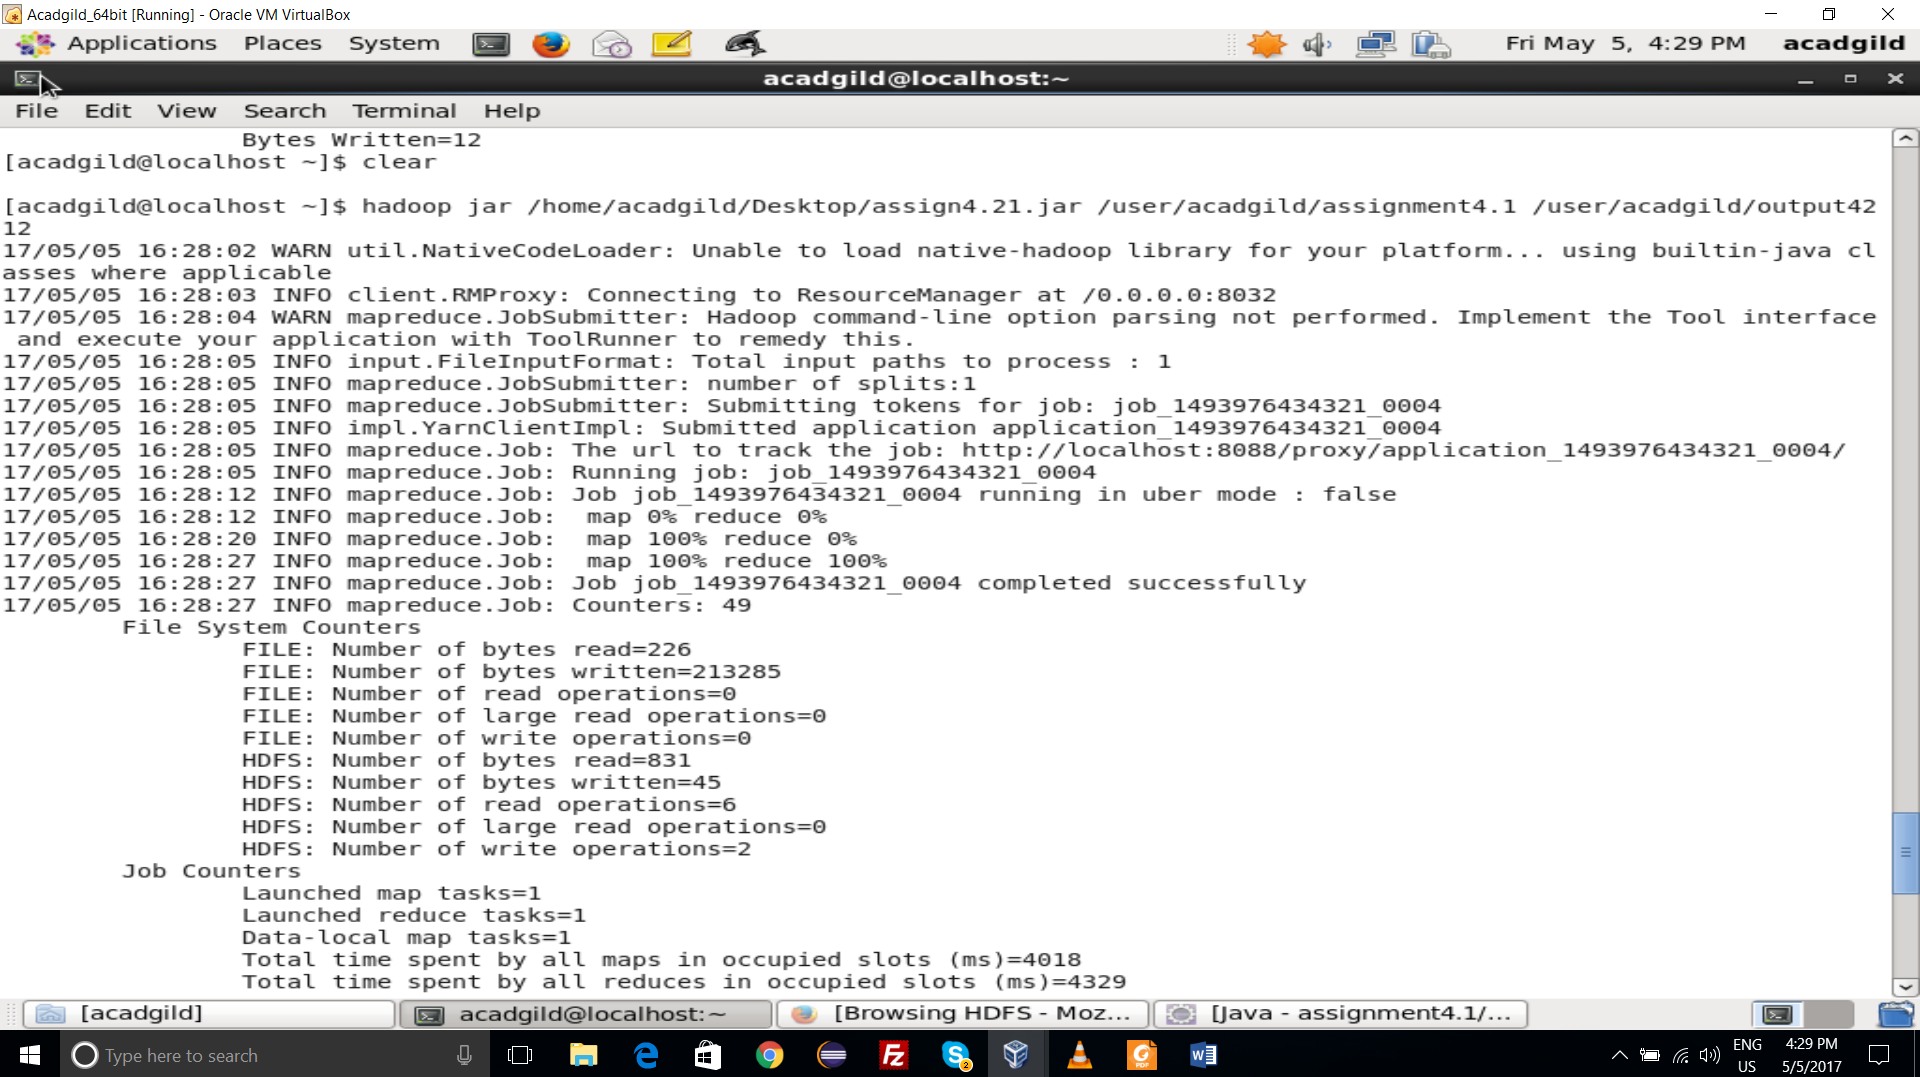 Acadgild_64bit [Running] - Oracle VM VirtualBox
Applications Places System Fri May 5, 4:29 PM acadgild
acadgild@localhost:~
File Edit View Search Terminal Help
Bytes Written=12
[acadgild@localhost ~]$ clear
[acadgild@localhost ~]$ hadoop jar /home/acadgild/Desktop/assign4.21.jar /user/acadgild/assignment4.1 /user/acadgild/output42
12
17/05/05 16:28:02 WARN util.NativeCodeLoader: Unable to load native-hadoop library for your platform... using builtin-java cl
asses where applicable
17/05/05 16:28:03 INFO client.RMProxy: Connecting to ResourceManager at /0.0.0.0:8032
17/05/05 16:28:04 WARN mapreduce.JobSubmitter: Hadoop command-line option parsing not performed. Implement the Tool interface
and execute your application with ToolRunner to remedy this.
17/05/05 16:28:05 INFO input.FileInputFormat: Total input paths to process : 1
17/05/05 16:28:05 INFO mapreduce.JobSubmitter: number of splits:1
17/05/05 16:28:05 INFO mapreduce.JobSubmitter: Submitting tokens for job: job_1493976434321_0004
17/05/05 16:28:05 INFO impl.YarnClientImpl: Submitted application application_1493976434321_0004
17/05/05 16:28:05 INFO mapreduce.Job: The url to track the job: http://localhost:8088/proxy/application_1493976434321_0004/
17/05/05 16:28:05 INFO mapreduce.Job: Running job: job_1493976434321_0004
17/05/05 16:28:12 INFO mapreduce.Job: Job job_1493976434321_0004 running in uber mode : false
17/05/05 16:28:12 INFO mapreduce.Job:  map 0% reduce 0%
17/05/05 16:28:20 INFO mapreduce.Job:  map 100% reduce 0%
17/05/05 16:28:27 INFO mapreduce.Job:  map 100% reduce 100%
17/05/05 16:28:27 INFO mapreduce.Job: Job job_1493976434321_0004 completed successfully
17/05/05 16:28:27 INFO mapreduce.Job: Counters: 49
File System Counters
FILE: Number of bytes read=226
FILE: Number of bytes written=213285
FILE: Number of read operations=0
FILE: Number of large read operations=0
FILE: Number of write operations=0
HDFS: Number of bytes read=831
HDFS: Number of bytes written=45
HDFS: Number of read operations=6
HDFS: Number of large read operations=0
HDFS: Number of write operations=2
Job Counters
Launched map tasks=1
Launched reduce tasks=1
Data-local map tasks=1
Total time spent by all maps in occupied slots (ms)=4018
Total time spent by all reduces in occupied slots (ms)=4329
[acadgild] acadgild@localhost:~ [Browsing HDFS - Moz... [Java - assignment4.1/...
Type here to search ENG 4:29 PM
US 5/5/2017